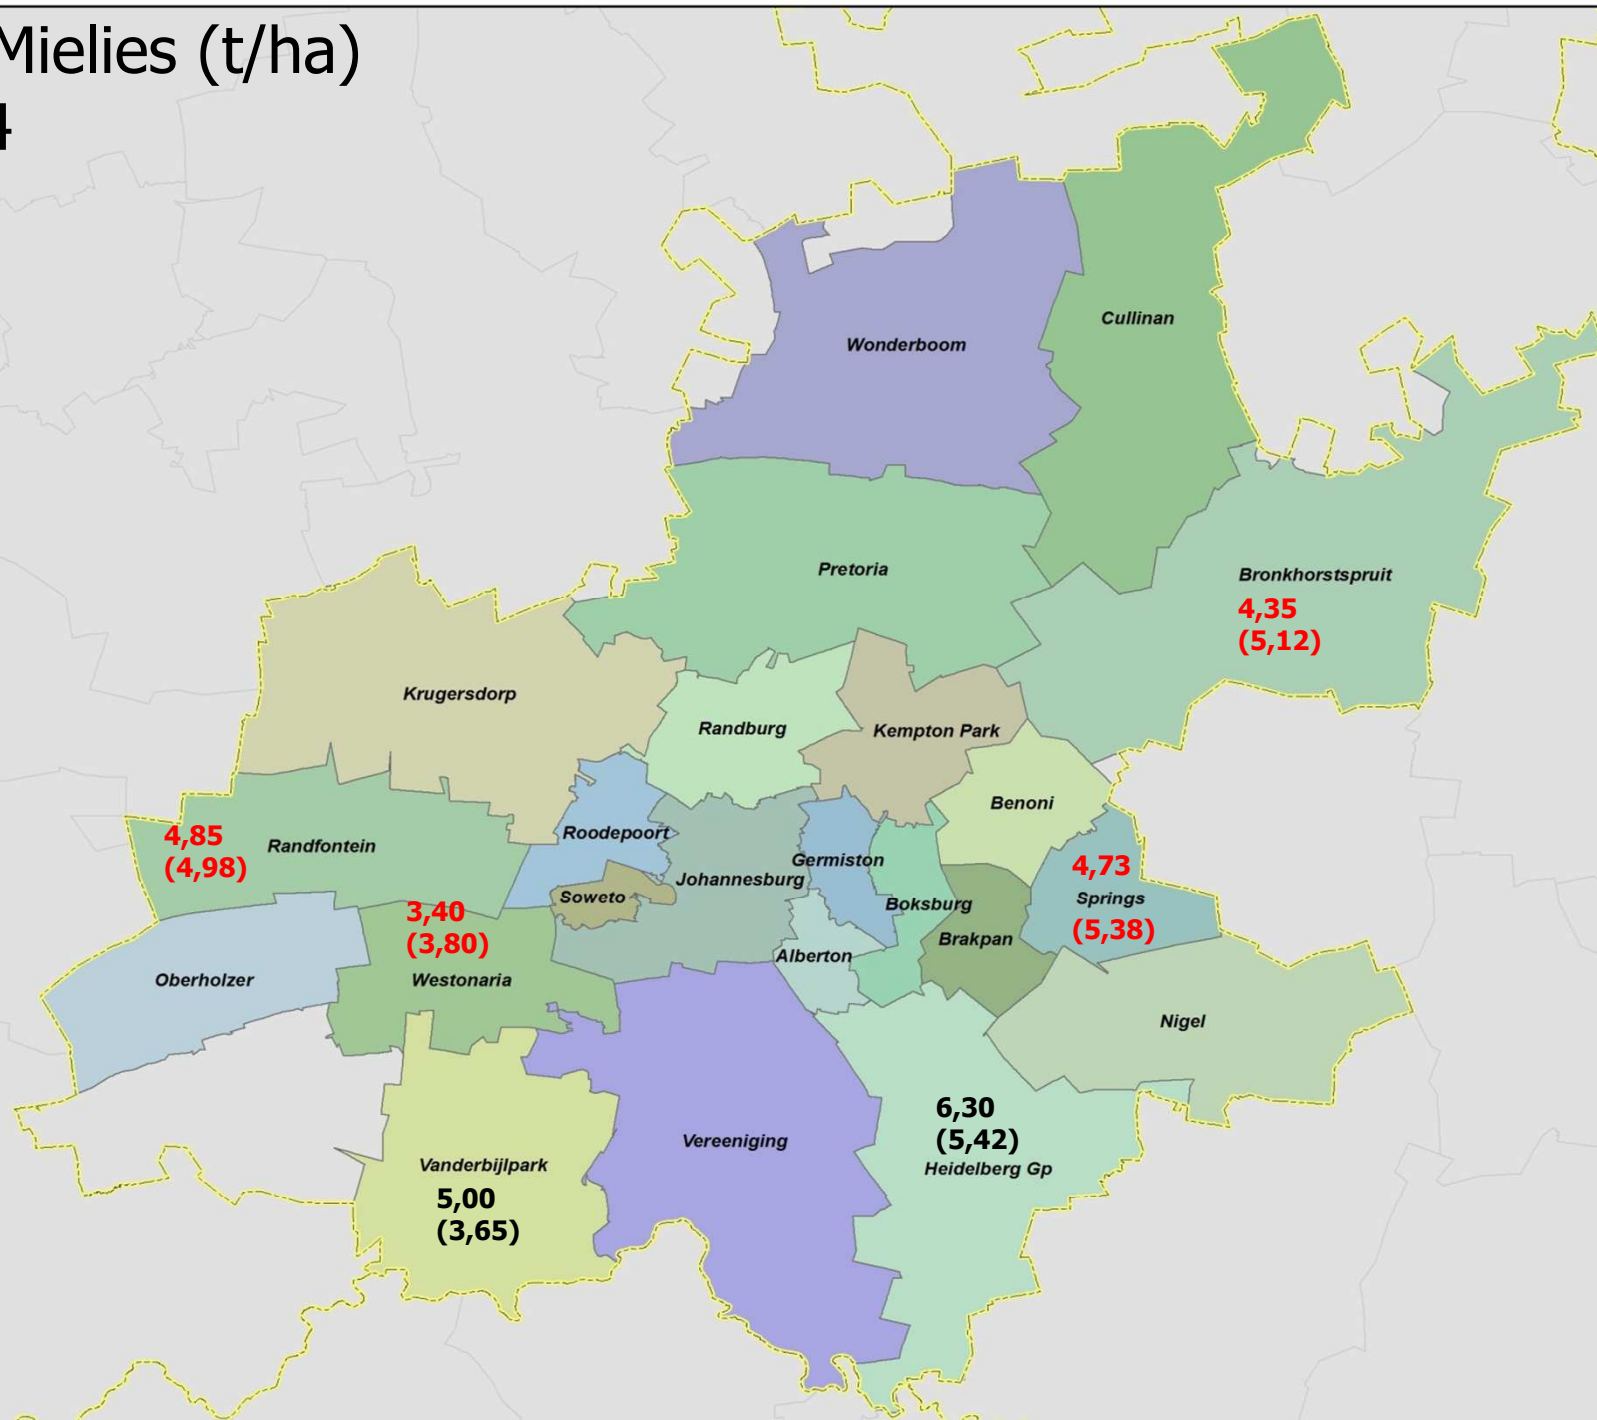 Mielies (t/ha)
4
Wonderboom
Cullinan
Pretoria
Bronkhorstspruit
4,35
(5,12)
Krugersdorp
Randburg
Kempton Park
Benoni
Roodepoort
4,85
(4,98)
Randfontein
Germiston
Johannesburg
4,73
Springs
(5,38)
Soweto
Boksburg
3,40
(3,80)
Westonaria
Brakpan
Alberton
Oberholzer
Nigel
6,30
(5,42)
Heidelberg Gp
Vereeniging
Vanderbijlpark
5,00
(3,65)